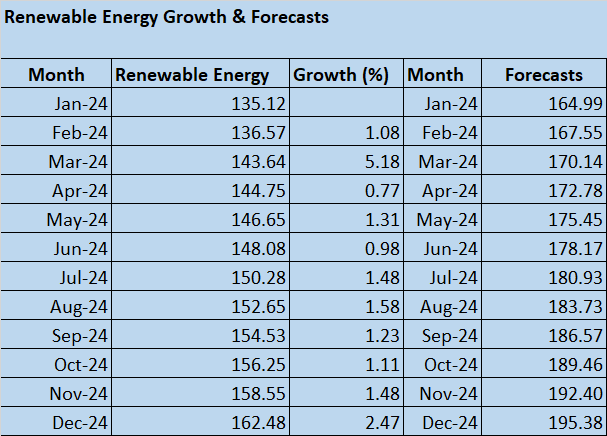 Renewable Energy Growth & Forecasts
Month Renewable Energy Growth (%) Month Forecasts
Jan-24 135.12 Jan-24 164.99
Feb-24 136.57 1.08 Feb-24 167.55
Mar-24 143.64 5.18 Mar-24 170.14
Apr-24 144.75 0.77 Apr-24 172.78
May-24 146.65 1.31 May-24 175.45
Jun-24 148.08 0.98 Jun-24 178.17
Jul-24 150.28 1.48 Jul-24 180.93
Aug-24 152.65 1.58 Aug-24 183.73
Sep-24 154.53 1.23 Sep-24 186.57
Oct-24 156.25 1.11 Oct-24 189.46
Nov-24 158.55 1.48 Nov-24 192.40
Dec-24 162.48 2.47 Dec-24 195.38